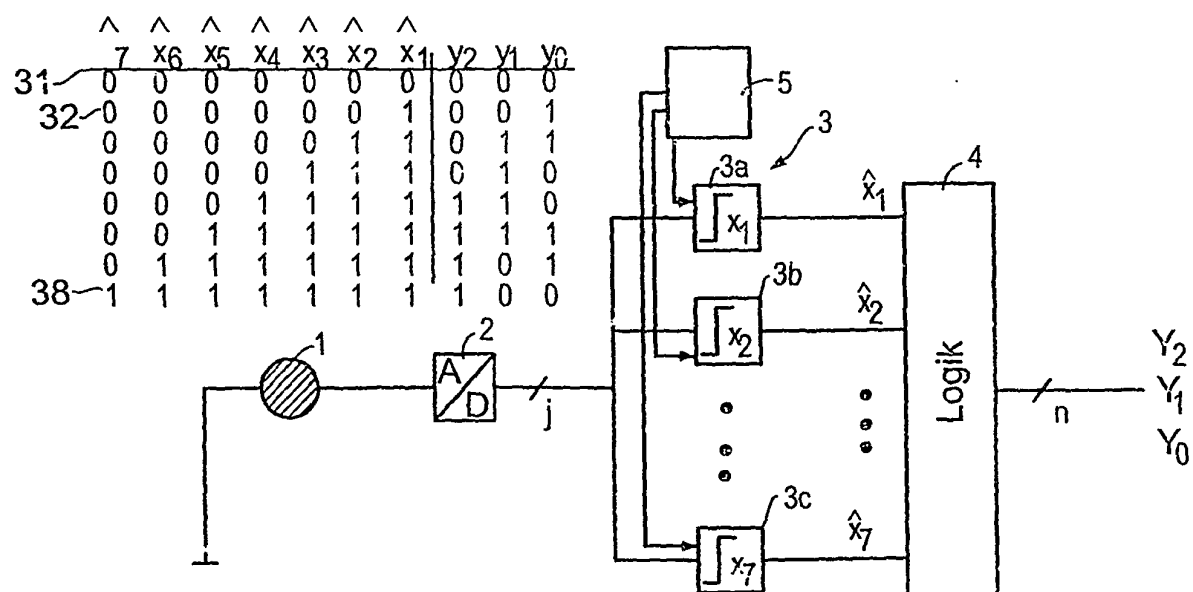 ^ ^ ^ ^ ^ ^ ^
7 x6 x5 x4 x3 x2 x1 y2 y1 y0
31 0 0 0 0 0 0 0 0 0 0
32 0 0 0 0 0 0 1 0 0 1
0 0 0 0 0 1 1 0 1 1
0 0 0 0 1 1 1 0 1 0
0 0 0 1 1 1 1 1 1 0
0 0 1 1 1 1 1 1 1 1
0 1 1 1 1 1 1 1 0 1
38 1 1 1 1 1 1 1 1 0 0
5
3
3a
x1
x̂1
4
3b
x2
x̂2
1
2
A
D
j
Logik
n
Y2
Y1
Y0
3c
x7
x̂7